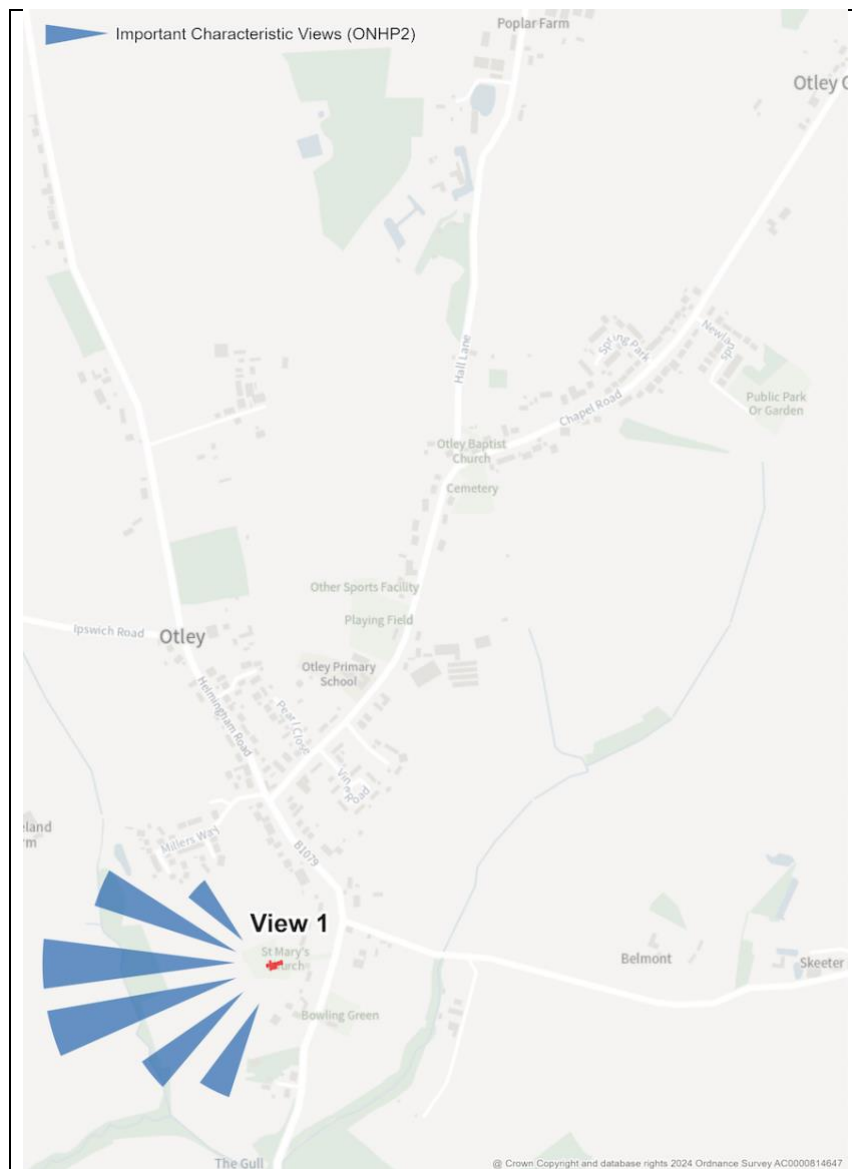 Important Characteristic Views (ONHP2)
Poplar Farm
Otley G
Hall Lane
Spring Park
Newlands
Public Park
Or Garden
Chapel Road
Otley Baptist
Church
Cemetery
Other Sports Facility
Playing Field
Ipswich Road
Otley
Otley Primary
School
Helmingham Road
Pearl Close
Vine
Road
eland
rm
Millers Way
B1079
View 1
St Mary's
Church
Belmont
Skeeter
Bowling Green
The Gull
@ Crown Copyright and database rights 2024 Ordnance Survey AC0000814647